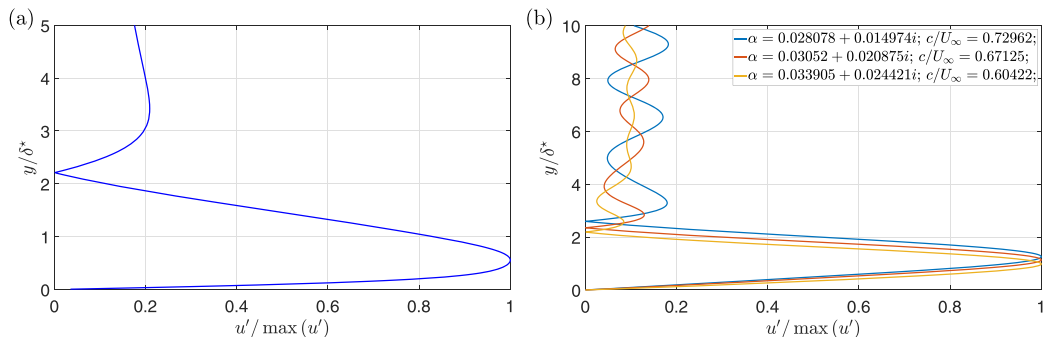 (a)
5
4
3
2
1
0
y/δ*
0
0.2
0.4
0.6
0.8
1
u′/ max (u′)
(b)
10
8
6
4
2
0
y/δ*
α = 0.028078 + 0.014974i; c/U∞ = 0.72962;
α = 0.03052 + 0.020875i; c/U∞ = 0.67125;
α = 0.033905 + 0.024421i; c/U∞ = 0.60422;
0
0.2
0.4
0.6
0.8
1
u′/ max (u′)